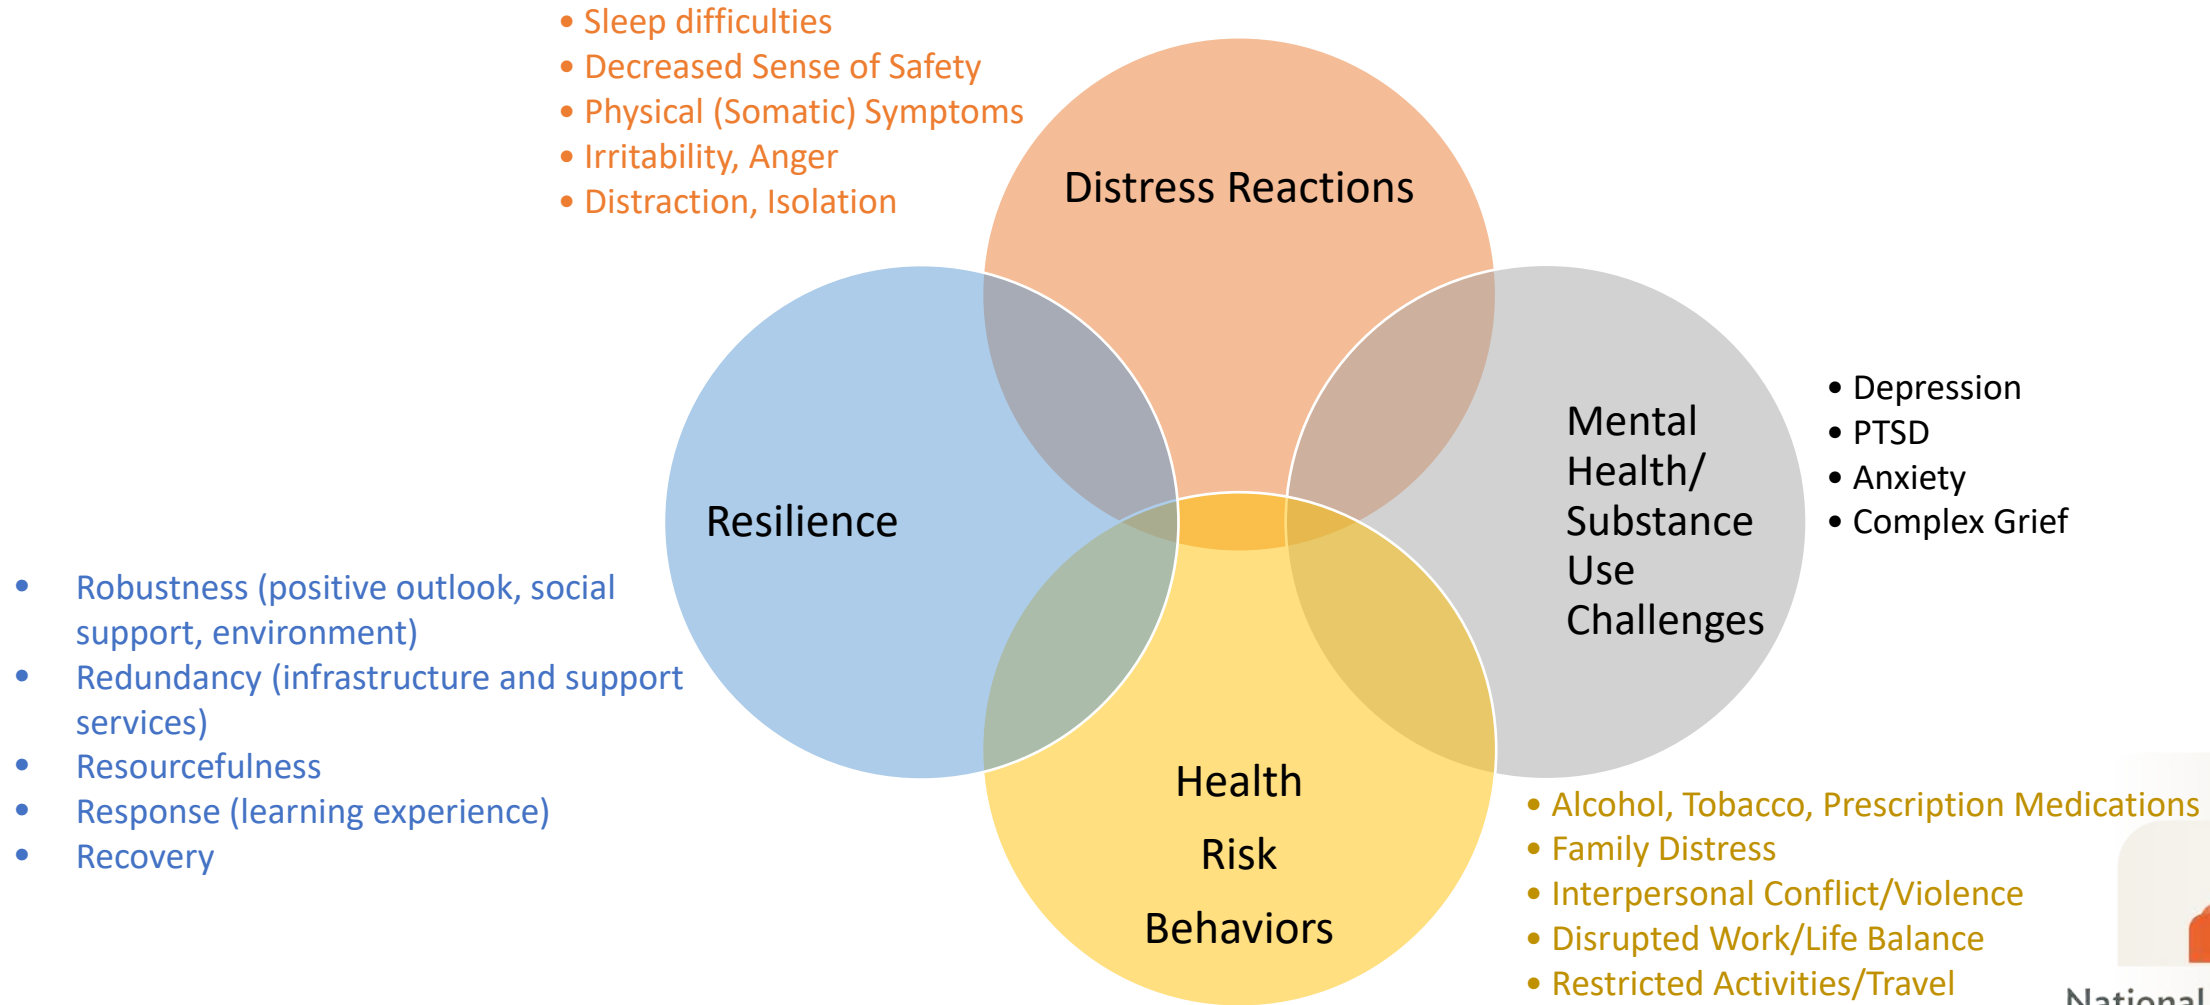 • Sleep difficulties
• Decreased Sense of Safety
• Physical (Somatic) Symptoms
• Irritability, Anger
• Distraction, Isolation
Distress Reactions
Resilience
• Robustness (positive outlook, social
support, environment)
• Redundancy (infrastructure and support
services)
• Resourcefulness
• Response (learning experience)
• Recovery
Mental
Health/
Substance
Use
Challenges
• Depression
• PTSD
• Anxiety
• Complex Grief
Health
Risk
Behaviors
• Alcohol, Tobacco, Prescription Medications
• Family Distress
• Interpersonal Conflict/Violence
• Disrupted Work/Life Balance
• Restricted Activities/Travel
National